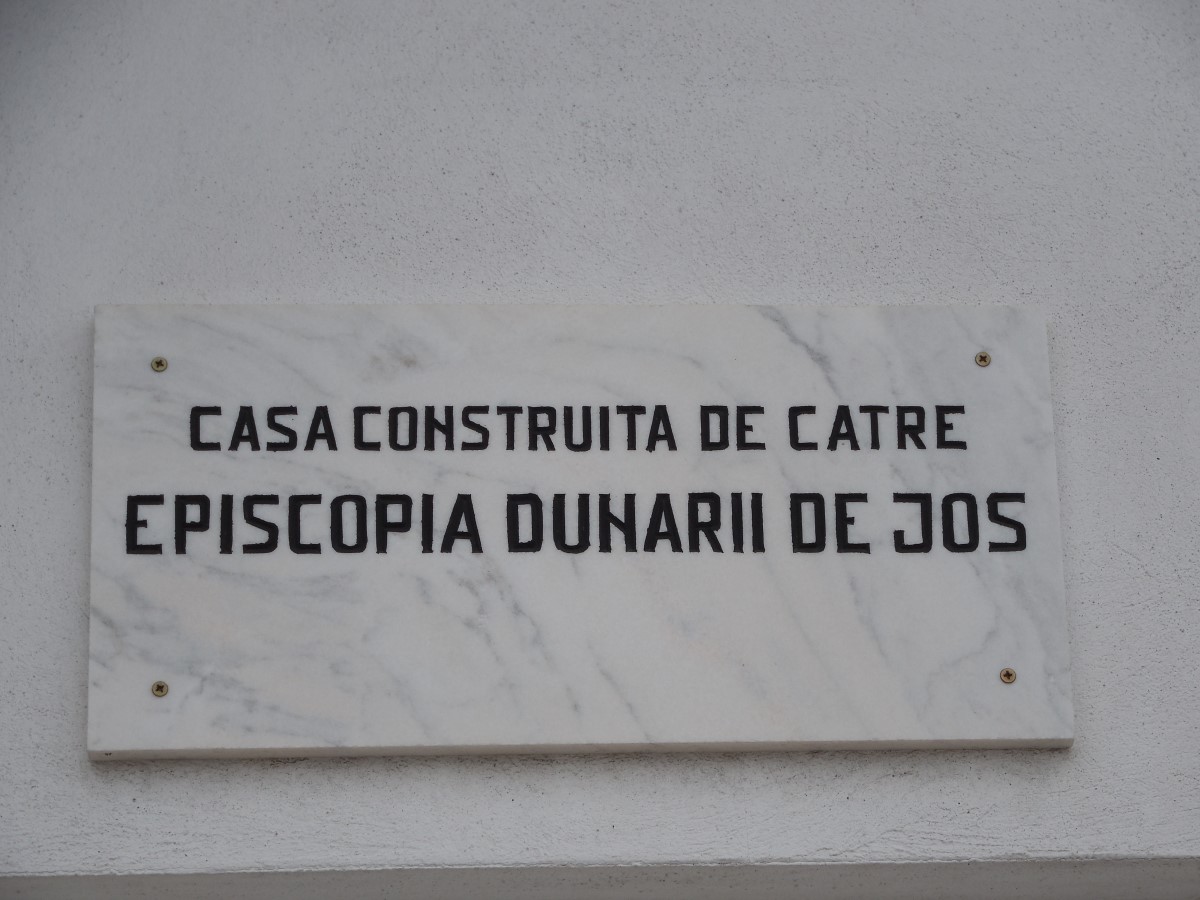 CASA CONSTRUITA DE CATRE
EPISCOPIA DUNARII DE JOS